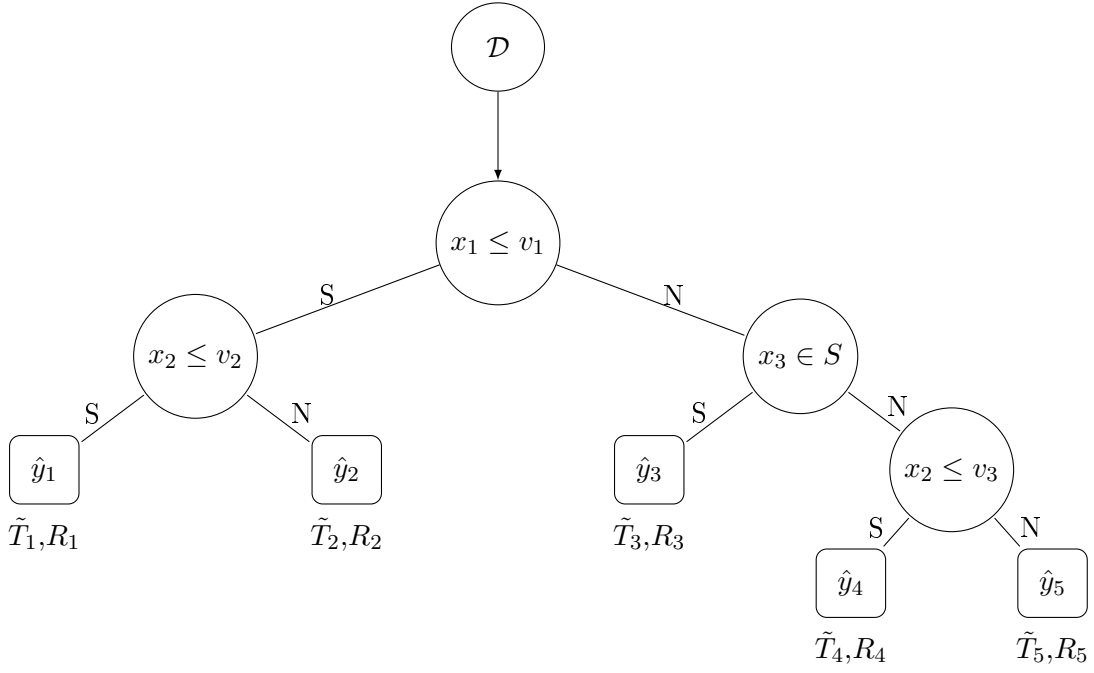 𝒟
x₁ ≤ v₁
S N
x₂ ≤ v₂ x₃ ∈ S
S N S N
ŷ₁ ŷ₂ ŷ₃ x₂ ≤ v₃
T̃₁,R₁ T̃₂,R₂ T̃₃,R₃
S N
ŷ₄ ŷ₅
T̃₄,R₄ T̃₅,R₅